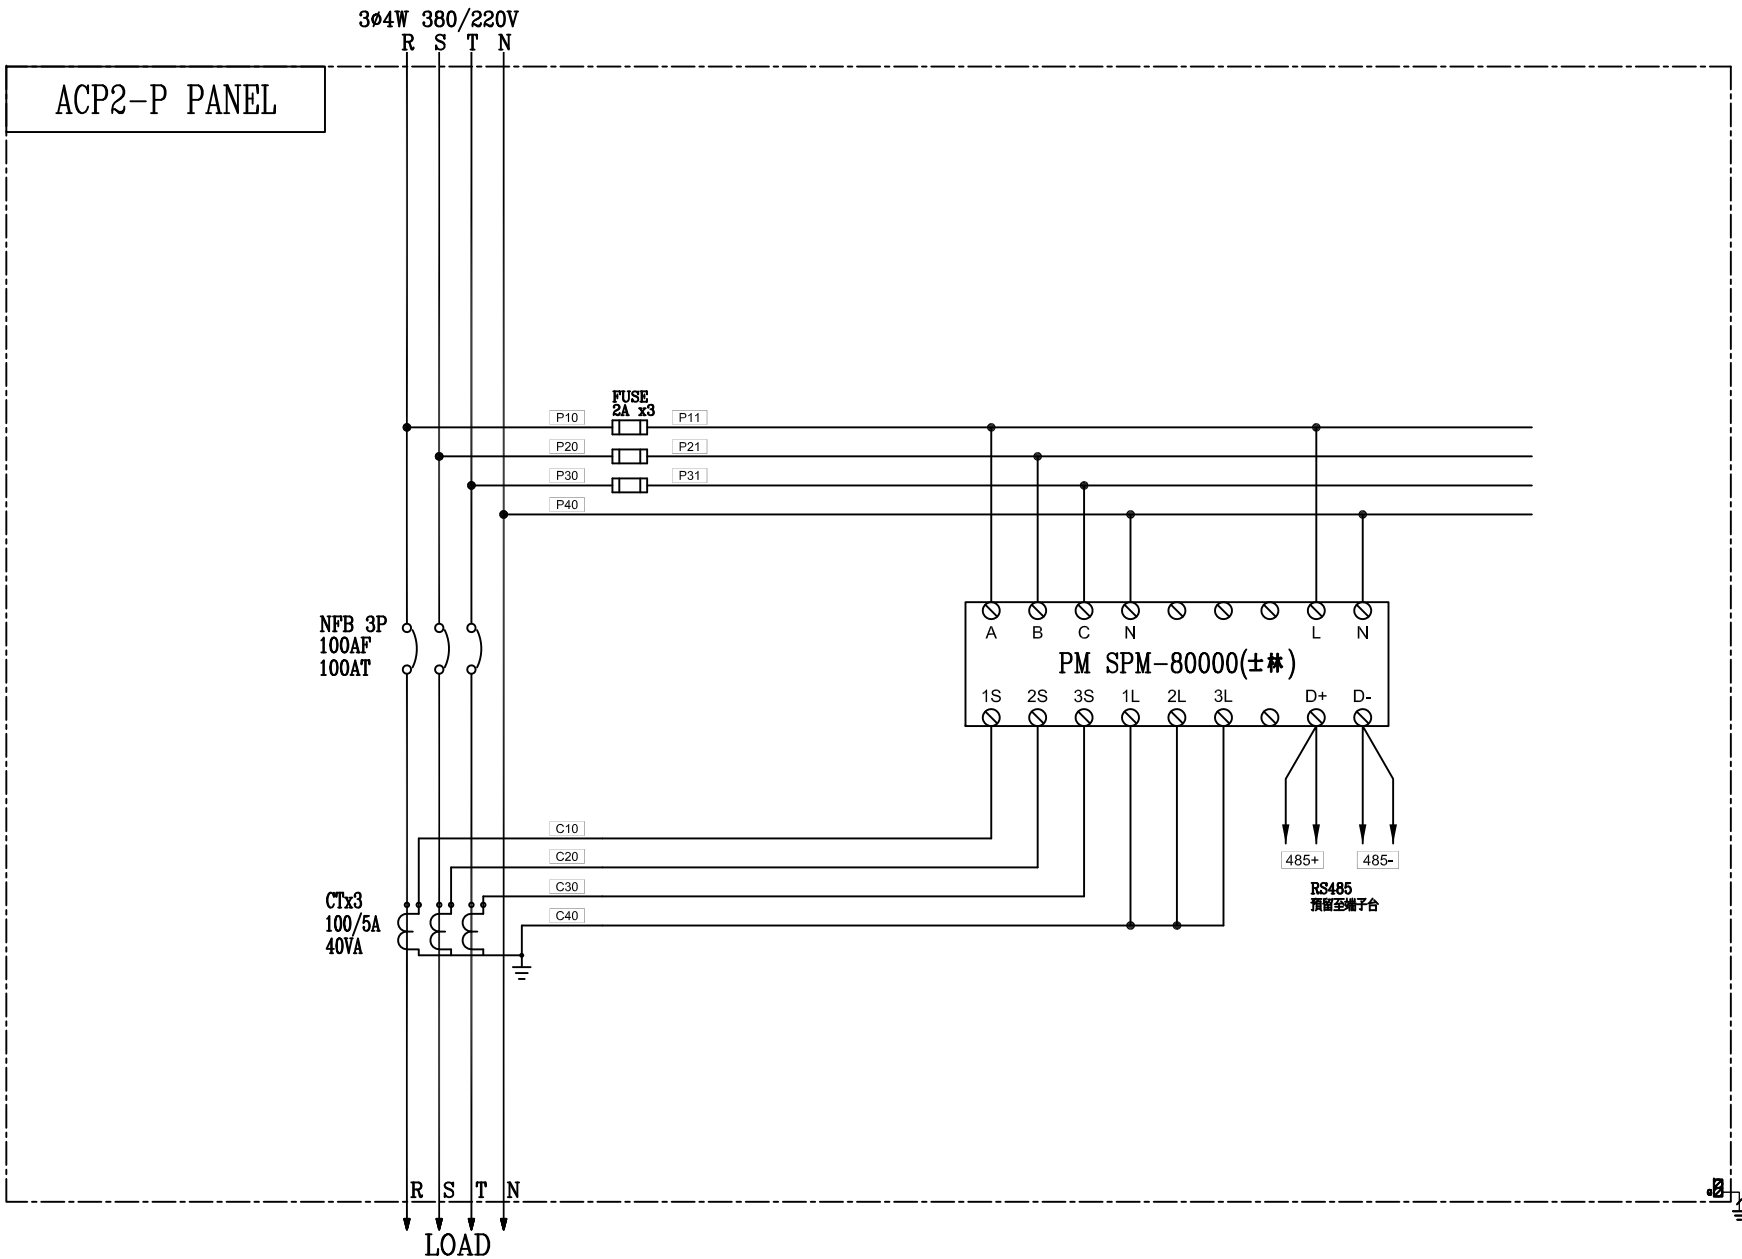 3ø4W 380/220V
R S T N
ACP2-P PANEL
FUSE
2A x3
P10 P11
P20 P21
P30 P31
P40
NFB 3P
100AF
100AT
A B C N L N
PM SPM-80000(士林)
1S 2S 3S 1L 2L 3L D+ D-
C10
C20
C30
C40
485+ 485-
RS485
預留至端子台
CTx3
100/5A
40VA
R S T N
G
LOAD